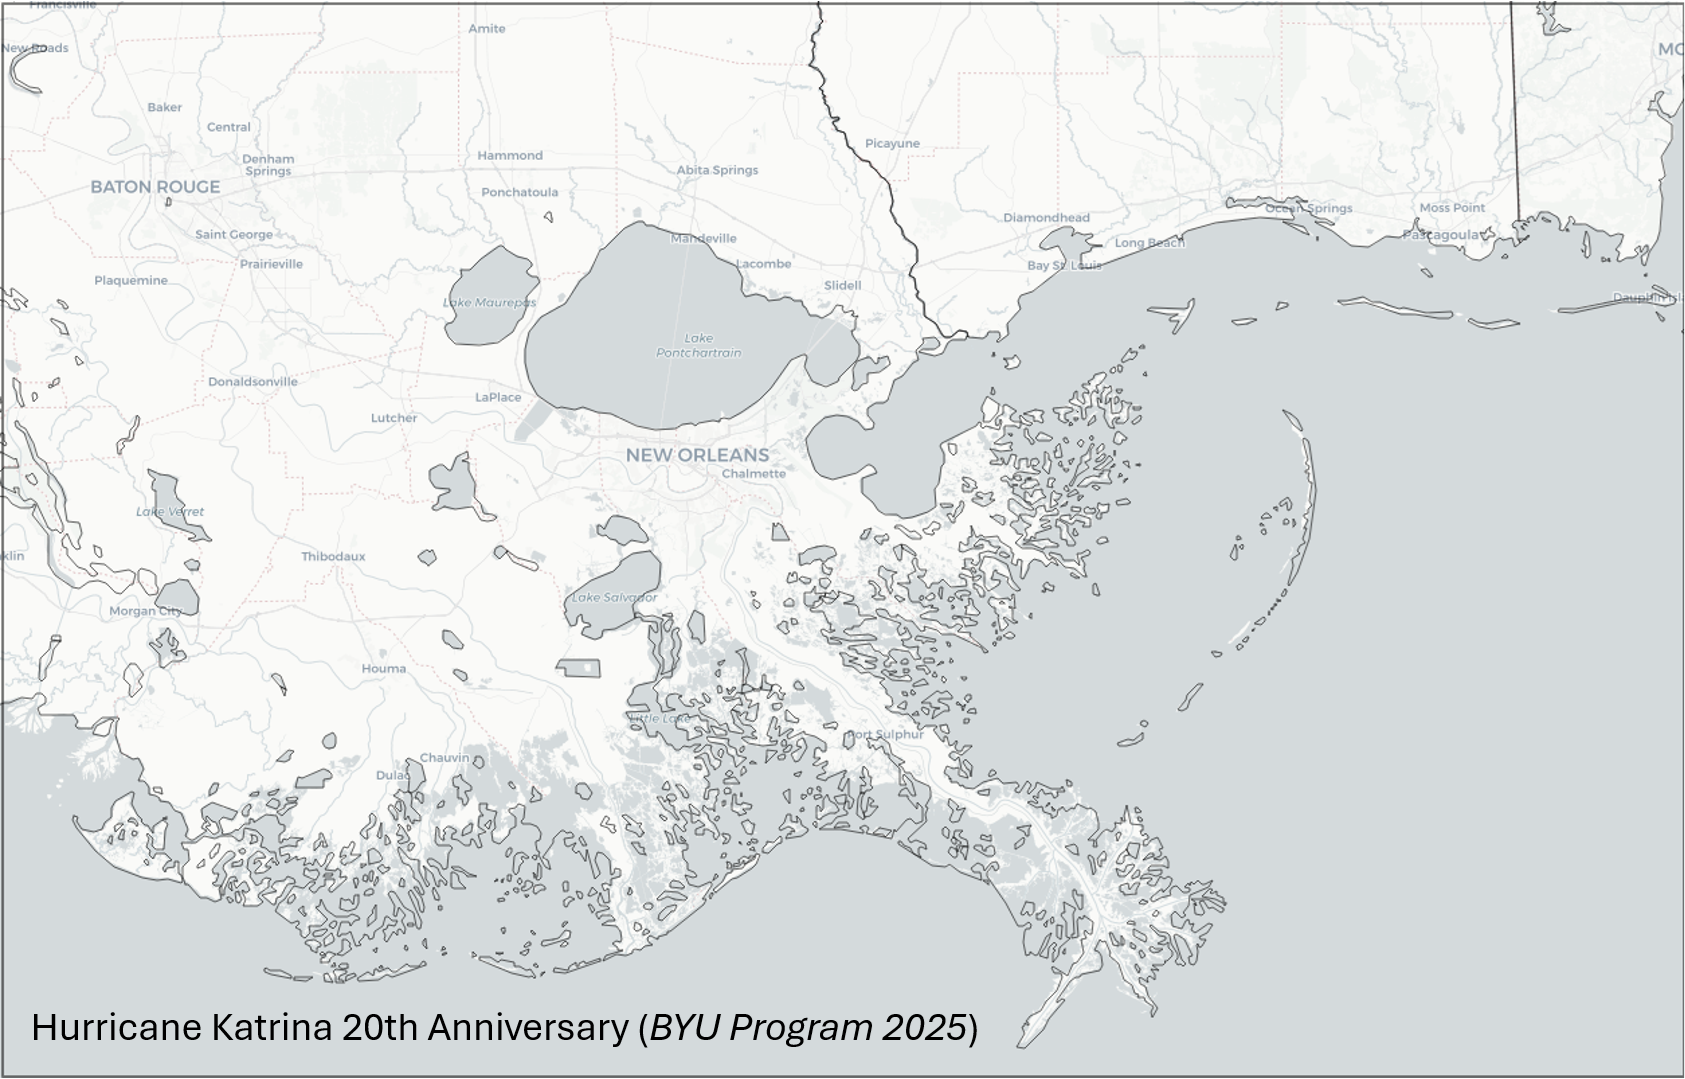 Francisville
New Roads
Amite
MO
Baker
Central
Picayune
Denham
Springs
Hammond
Abita Springs
BATON ROUGE
Ponchatoula
Diamondhead
Ocean Springs
Moss Point
Saint George
Mandeville
Long Beach
Pascagoula
Prairieville
Lacombe
Bay St. Louis
Plaquemine
Slidell
Lake Maurepas
Dauphin Isl
Lake
Pontchartrain
Donaldsonville
LaPlace
Lutcher
NEW ORLEANS
Chalmette
Lake Verret
klin
Thibodaux
Lake Salvador
Morgan City
Houma
Little Lake
Port Sulphur
Chauvin
Dulac
Hurricane Katrina 20th Anniversary (BYU Program 2025)